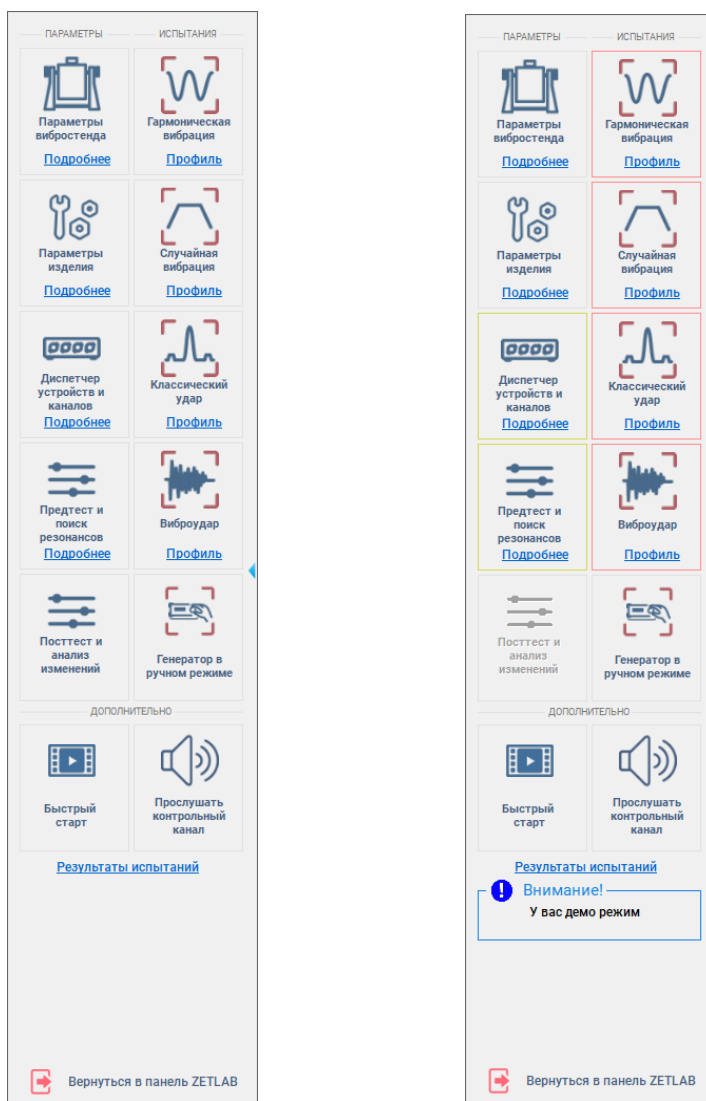 ПАРАМЕТРЫ
ИСПЫТАНИЯ
Параметры
вибростенда
Подробнее
Гармоническая
вибрация
Профиль
Параметры
изделия
Подробнее
Случайная
вибрация
Профиль
Диспетчер
устройств и
каналов
Подробнее
Классический
удар
Профиль
Предтест и
поиск
резонансов
Подробнее
Виброудар
Профиль
Посттест и
анализ
изменений
Генератор в
ручном режиме
ДОПОЛНИТЕЛЬНО
Быстрый
старт
Прослушать
контрольный
канал
Результаты испытаний
Вернуться в панель ZETLAB
ПАРАМЕТРЫ
ИСПЫТАНИЯ
Параметры
вибростенда
Подробнее
Гармоническая
вибрация
Профиль
Параметры
изделия
Подробнее
Случайная
вибрация
Профиль
Диспетчер
устройств и
каналов
Подробнее
Классический
удар
Профиль
Предтест и
поиск
резонансов
Подробнее
Виброудар
Профиль
Посттест и
анализ
изменений
Генератор в
ручном режиме
ДОПОЛНИТЕЛЬНО
Быстрый
старт
Прослушать
контрольный
канал
Результаты испытаний
Внимание!
У вас демо режим
Вернуться в панель ZETLAB